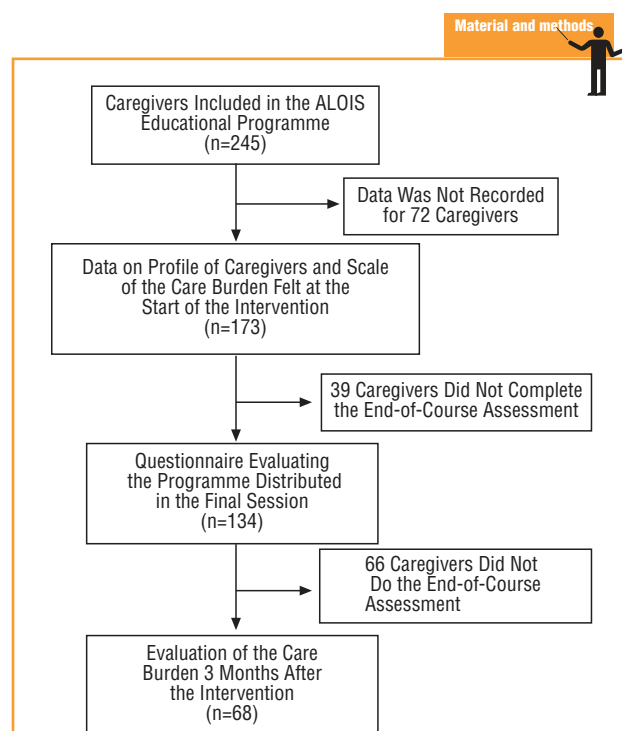 Material and methods
Caregivers Included in the ALOIS
Educational Programme
(n=245)
Data Was Not Recorded
for 72 Caregivers
Data on Profile of Caregivers and Scale
of the Care Burden Felt at the
Start of the Intervention
(n=173)
39 Caregivers Did Not Complete
the End-of-Course Assessment
Questionnaire Evaluating
the Programme Distributed
in the Final Session
(n=134)
66 Caregivers Did Not
Do the End-of-Course
Assessment
Evaluation of the Care
Burden 3 Months After
the Intervention
(n=68)